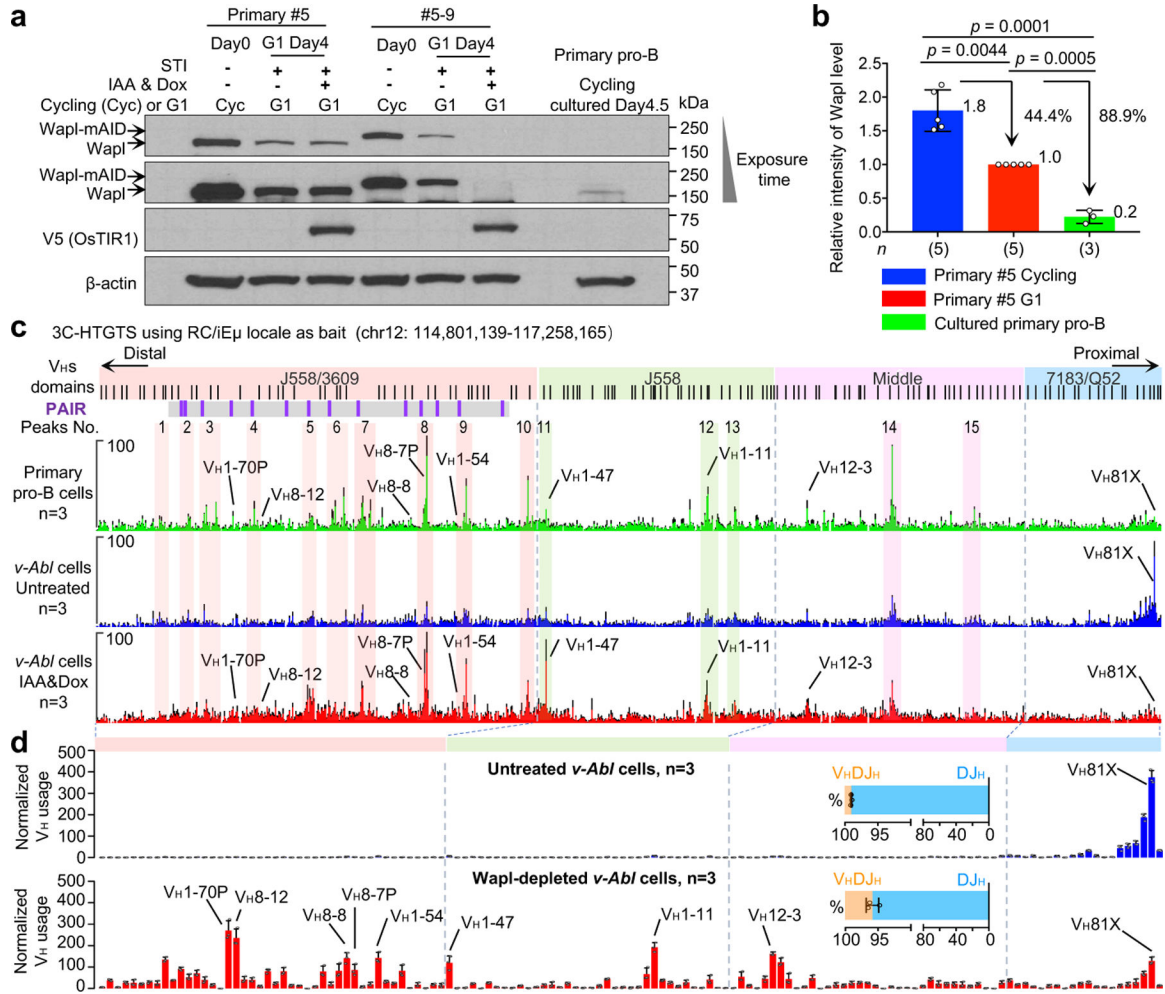 a
Primary #5 #5-9
Day0 G1 Day4 Day0 G1 Day4 Primary pro-B
STI - + + - + +
IAA & Dox - - + - - + Cycling
Cycling (Cyc) or G1 Cyc G1 G1 Cyc G1 G1 cultured Day4.5 kDa
Wapl-mAID 250
Wapl 150
Wapl-mAID 250
Wapl 150
Exposure
time
V5 (OsTIR1) 75
50
β-actin 50
37
b
p = 0.0001
p = 0.0044 p = 0.0005
Relative intensity of Wapl level
2.5
2.0
1.5
1.0
0.5
0.0
1.8 44.4% 88.9%
1.0
0.2
n (5) (5) (3)
Primary #5 Cycling
Primary #5 G1
Cultured primary pro-B
c 3C-HTGTS using RC/iEμ locale as bait (chr12: 114,801,139-117,258,165)
Distal Proximal
VHs
domains
J558/3609 J558 Middle 7183/Q52
PAIR
Peaks No. 1 2 3 4 5 6 7 8 9 10 11 12 13 14 15
100
Primary
pro-B cells
n=3
VH1-70P VH8-12 VH8-8 VH8-7P VH1-54 VH1-47 VH1-11 VH12-3 VH81X
100
v-Abl cells
Untreated
n=3
VH81X
100
v-Abl cells
IAA&Dox
n=3
VH1-70P VH8-12 VH8-8 VH8-7P VH1-54 VH1-47 VH1-11 VH12-3 VH81X
d
Normalized
VH usage
500
400
300
200
100
0
Untreated v-Abl cells, n=3
VHDJH DJH
%
100 95 80 40 0
VH81X
Normalized
VH usage
500
400
300
200
100
0
Wapl-depleted v-Abl cells, n=3
VHDJH DJH
%
100 95 80 40 0
VH1-70P VH8-12 VH8-8 VH8-7P VH1-54 VH1-47 VH1-11 VH12-3 VH81X